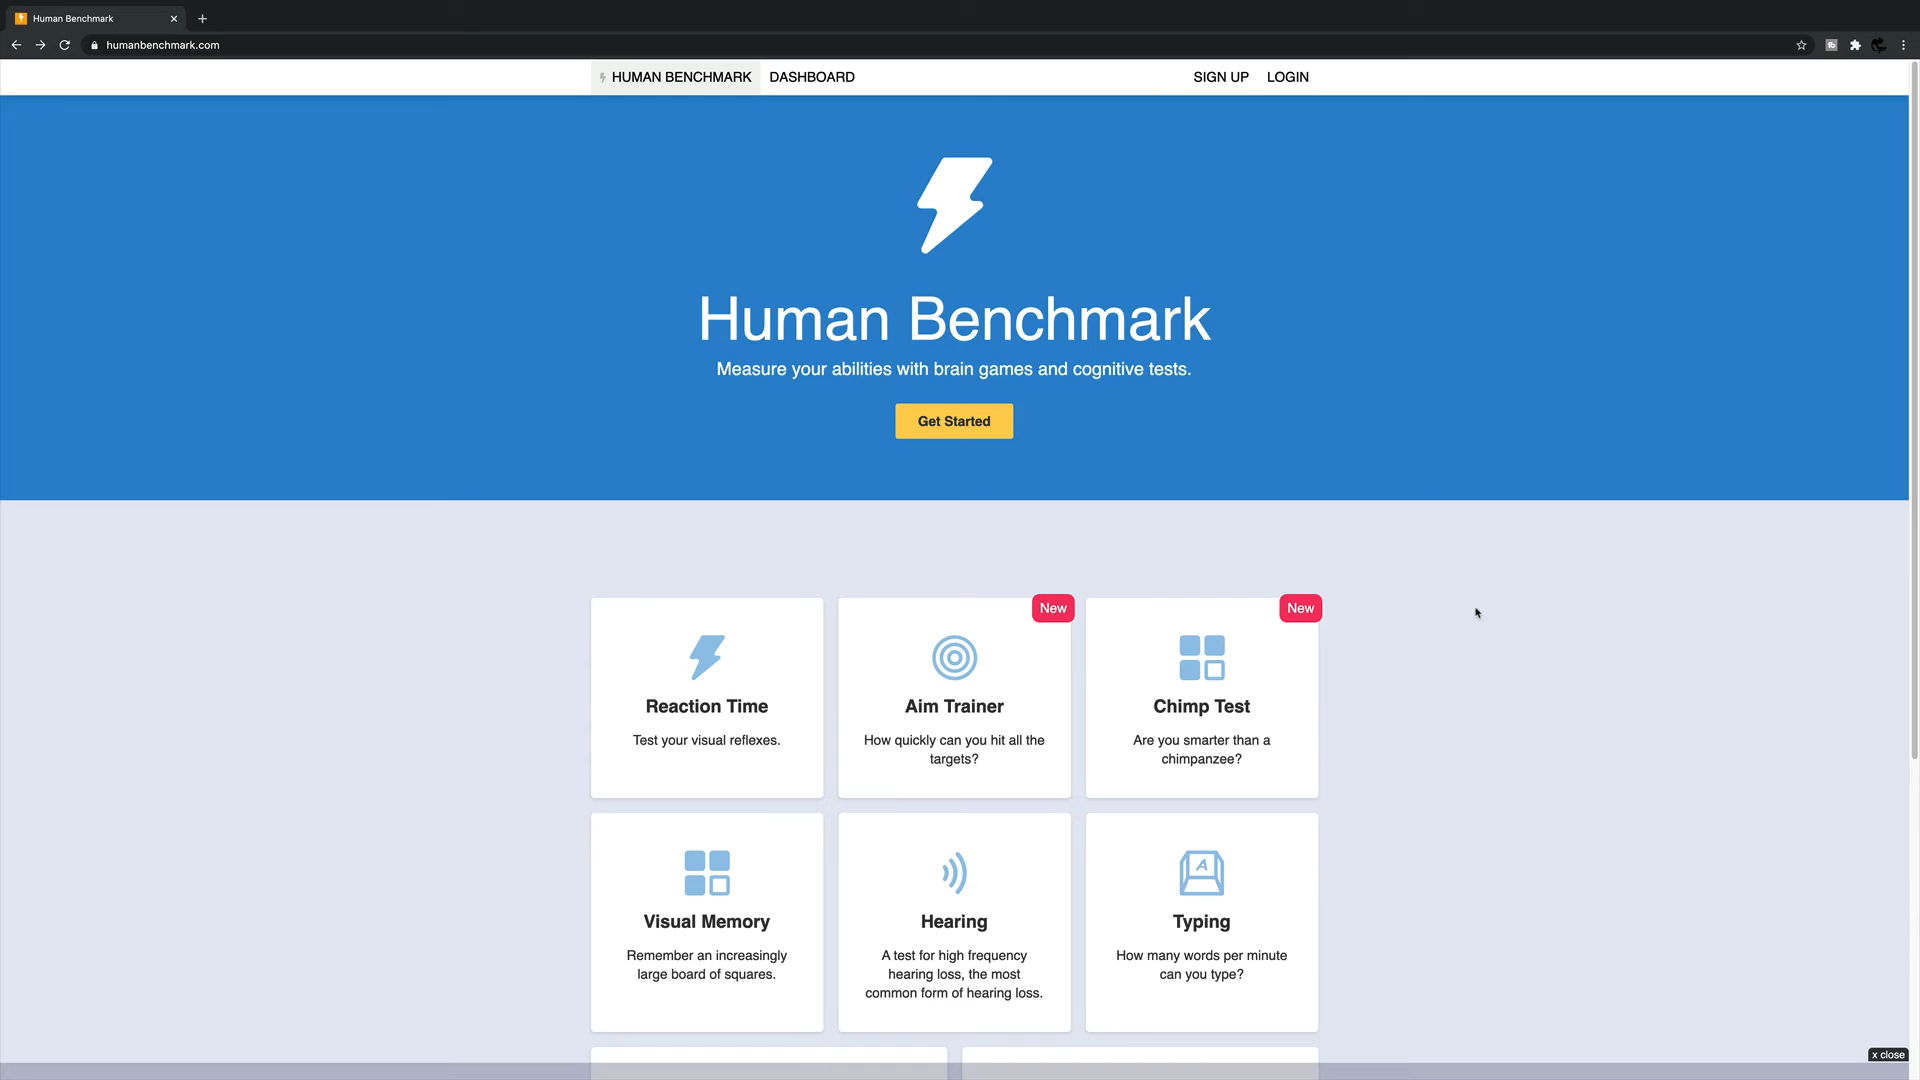 Human Benchmark
humanbenchmark.com
HUMAN BENCHMARK DASHBOARD SIGN UP LOGIN
Human Benchmark
Measure your abilities with brain games and cognitive tests.
Get Started
New
New
Reaction Time
Test your visual reflexes.
Aim Trainer
How quickly can you hit all the
targets?
Chimp Test
Are you smarter than a
chimpanzee?
Visual Memory
Remember an increasingly
large board of squares.
Hearing
A test for high frequency
hearing loss, the most
common form of hearing loss.
A
Typing
How many words per minute
can you type?
x close